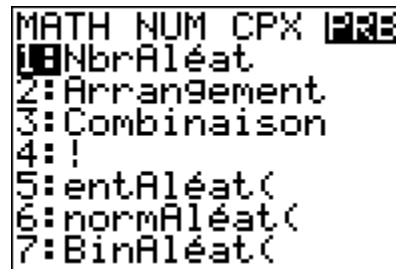 MATH NUM CPX PRB
1:NbrAléat
2:Arrangement
3:Combinaison
4:!
5:entAléat(
6:normAléat(
7:BinAléat(